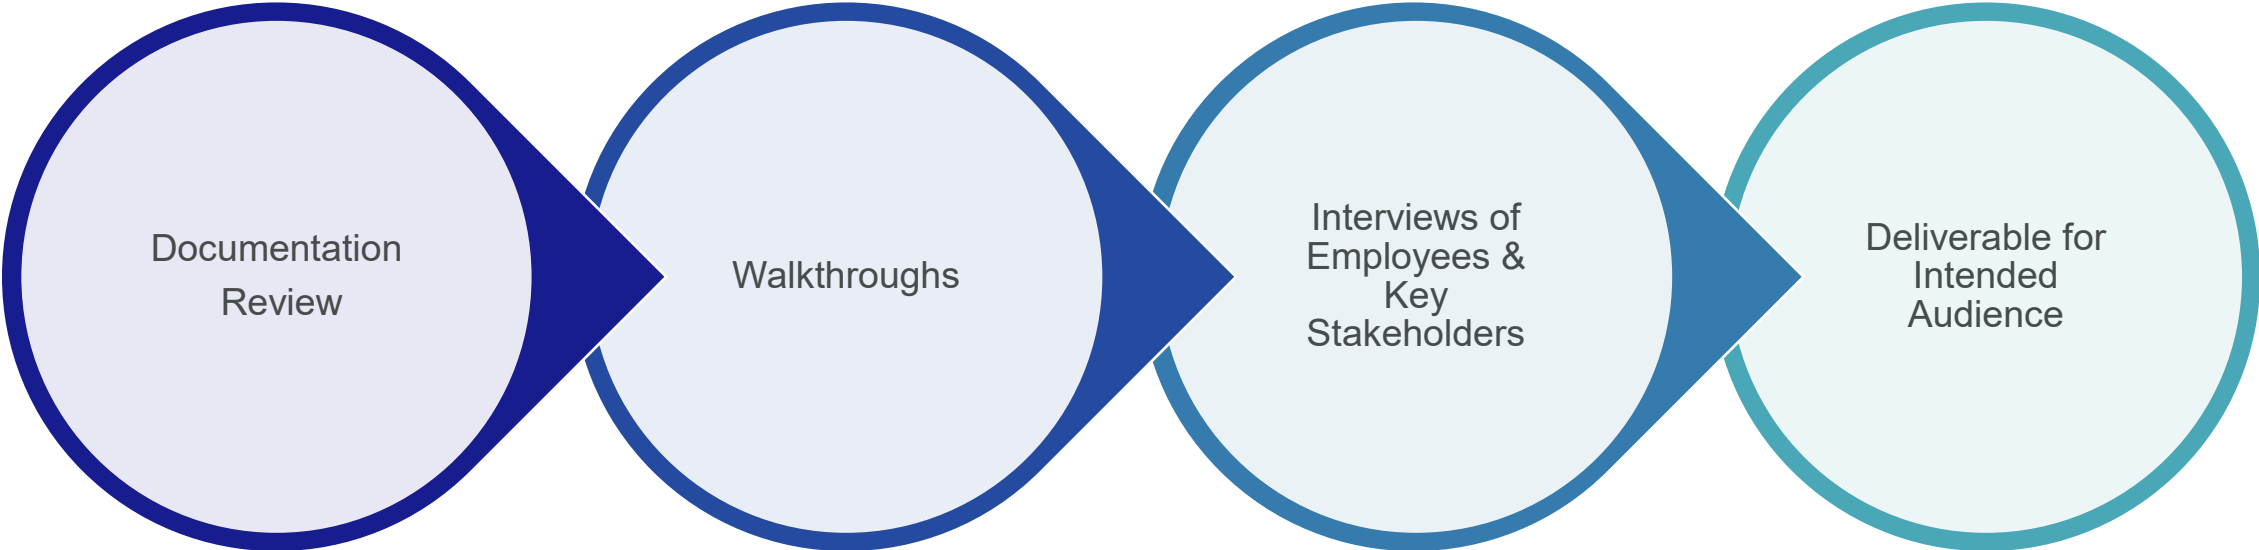 Documentation
Review
Walkthroughs
Interviews of
Employees &
Key
Stakeholders
Deliverable for
Intended
Audience